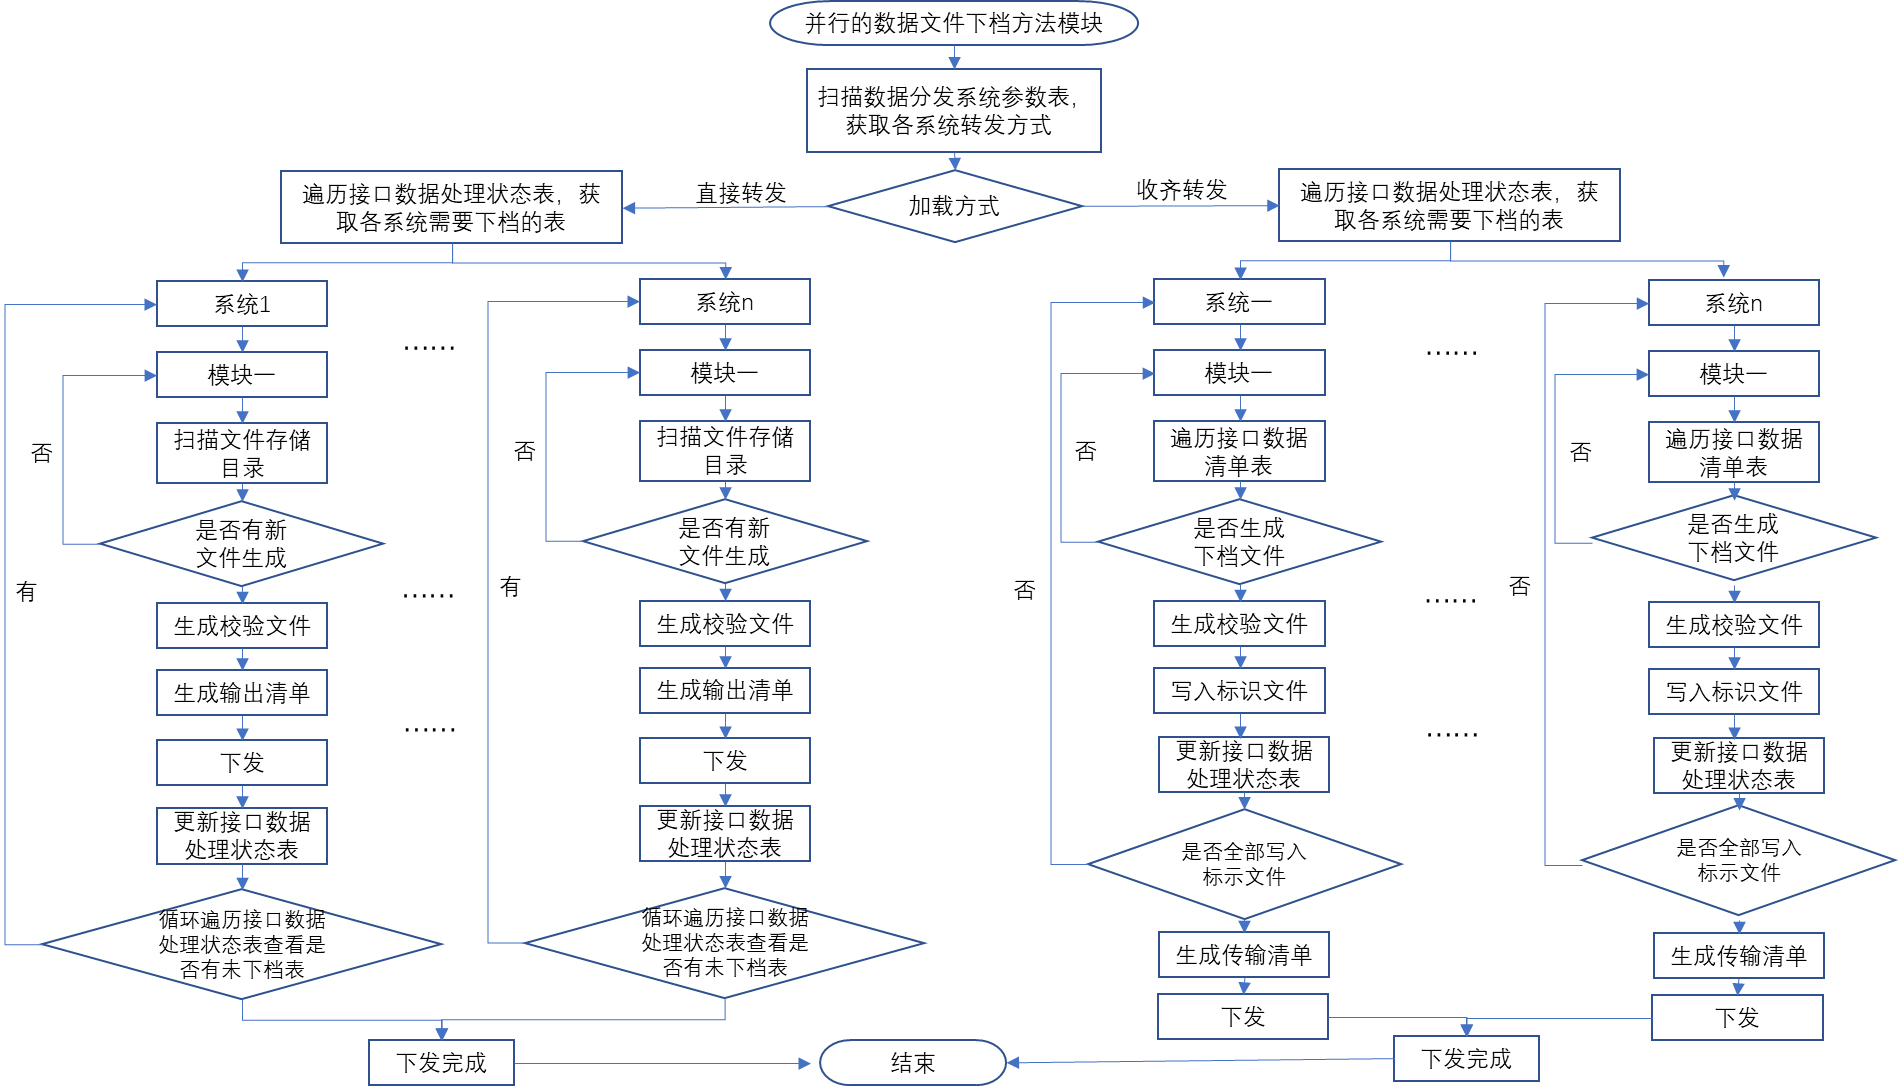 并行的数据文件下档方法模块
扫描数据分发系统参数表，
获取各系统转发方式
加载方式
直接转发
收齐转发
遍历接口数据处理状态表，获
取各系统需要下档的表
系统1
模块一
扫描文件存储
目录
是否有新
文件生成
否
有
生成校验文件
生成输出清单
下发
更新接口数据
处理状态表
循环遍历接口数据
处理状态表查看是
否有未下档表
……
……
……
系统n
模块一
扫描文件存储
目录
是否有新
文件生成
否
有
生成校验文件
生成输出清单
下发
更新接口数据
处理状态表
循环遍历接口数据
处理状态表查看是
否有未下档表
下发完成
遍历接口数据处理状态表，获
取各系统需要下档的表
系统一
模块一
遍历接口数据
清单表
是否生成
下档文件
否
否
生成校验文件
写入标识文件
更新接口数据
处理状态表
是否全部写入
标示文件
生成传输清单
下发
……
……
……
系统n
模块一
遍历接口数据
清单表
是否生成
下档文件
否
否
生成校验文件
写入标识文件
更新接口数据
处理状态表
是否全部写入
标示文件
生成传输清单
下发
下发完成
结束